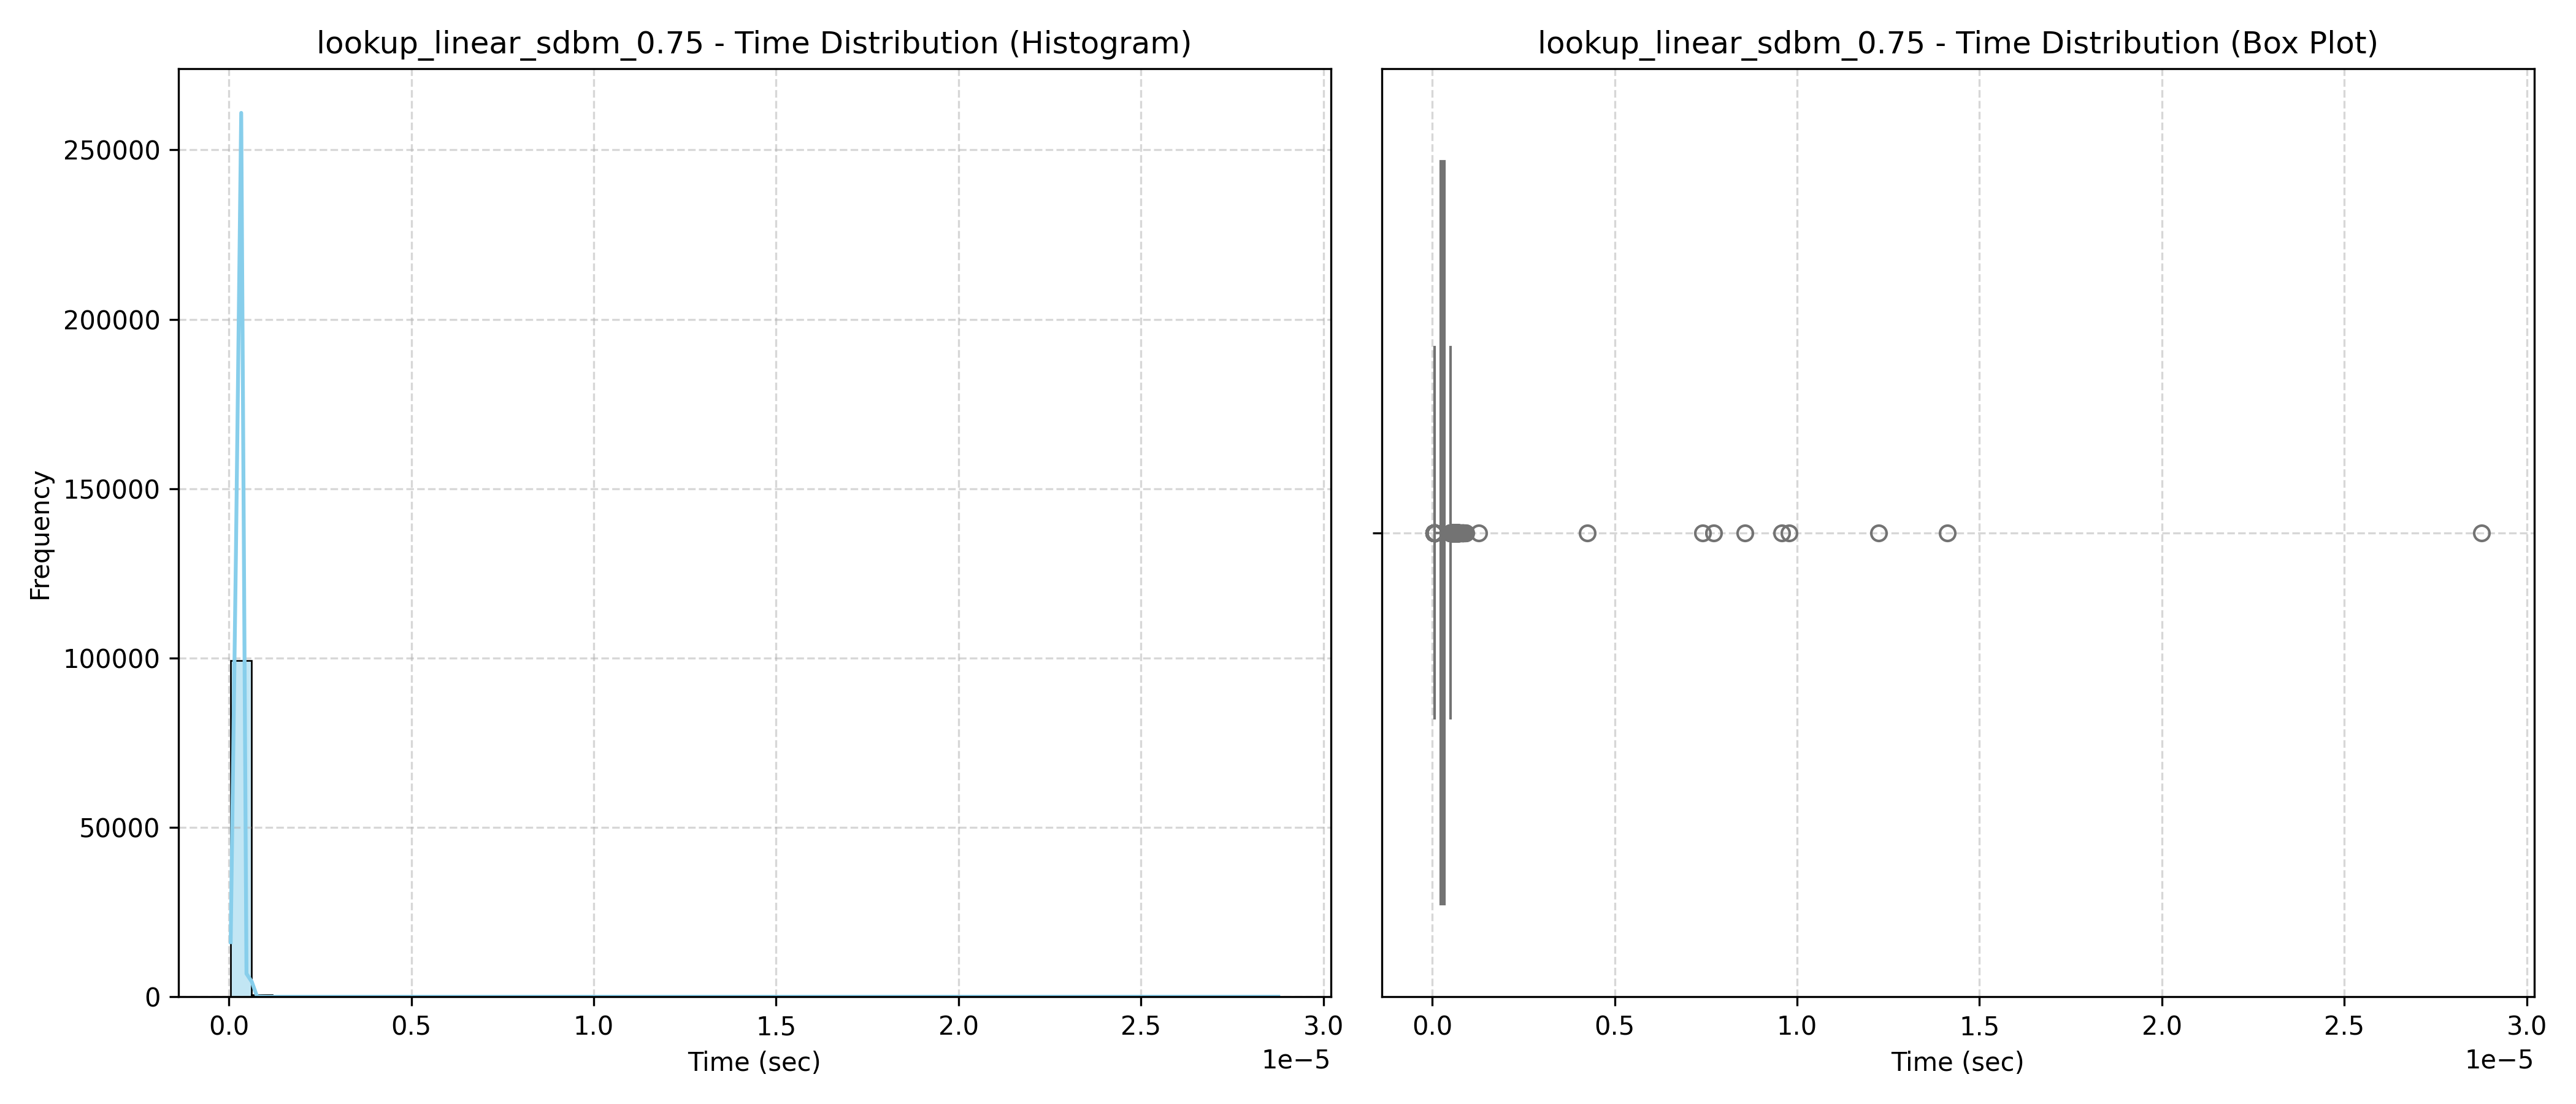 lookup_linear_sdbm_0.75 - Time Distribution (Histogram)
250000
200000
150000
100000
50000
0
Frequency
0.0 0.5 1.0 1.5 2.0 2.5 3.0
1e−5
Time (sec)
lookup_linear_sdbm_0.75 - Time Distribution (Box Plot)
0.0 0.5 1.0 1.5 2.0 2.5 3.0
1e−5
Time (sec)